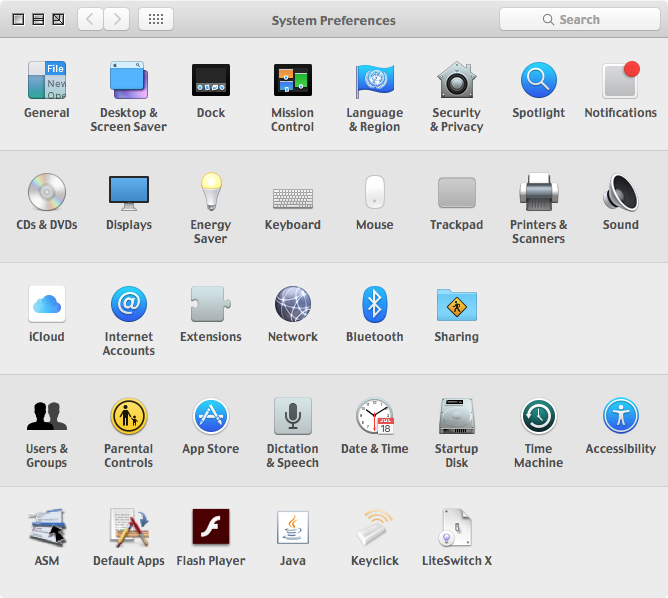 System Preferences
Search
File
New
Ope
General
Desktop &
Screen Saver
Dock
Mission
Control
Language
& Region
Security
& Privacy
Spotlight
Notifications
CDs & DVDs
Displays
Energy
Saver
Keyboard
Mouse
Trackpad
Printers &
Scanners
Sound
iCloud
@
Internet
Accounts
Extensions
Network
Bluetooth
Sharing
Users &
Groups
Parental
Controls
App Store
Dictation
& Speech
JUL
18
Date & Time
Startup
Disk
Time
Machine
Accessibility
ASM
Default Apps
Flash Player
Java
Keyclick
LiteSwitch X